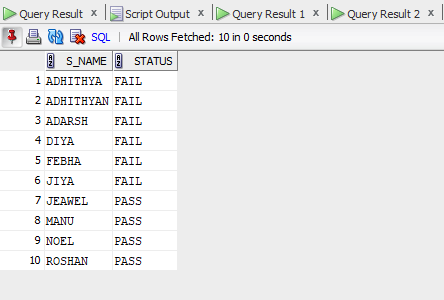 Query Result x Script Output x Query Result 1 x Query Result 2 x
SQL | All Rows Fetched: 10 in 0 seconds
S_NAME STATUS
1 ADHITHYA FAIL
2 ADHITHYAN FAIL
3 ADARSH FAIL
4 DIYA FAIL
5 FEBHA FAIL
6 JIYA FAIL
7 JEAWEL PASS
8 MANU PASS
9 NOEL PASS
10 ROSHAN PASS